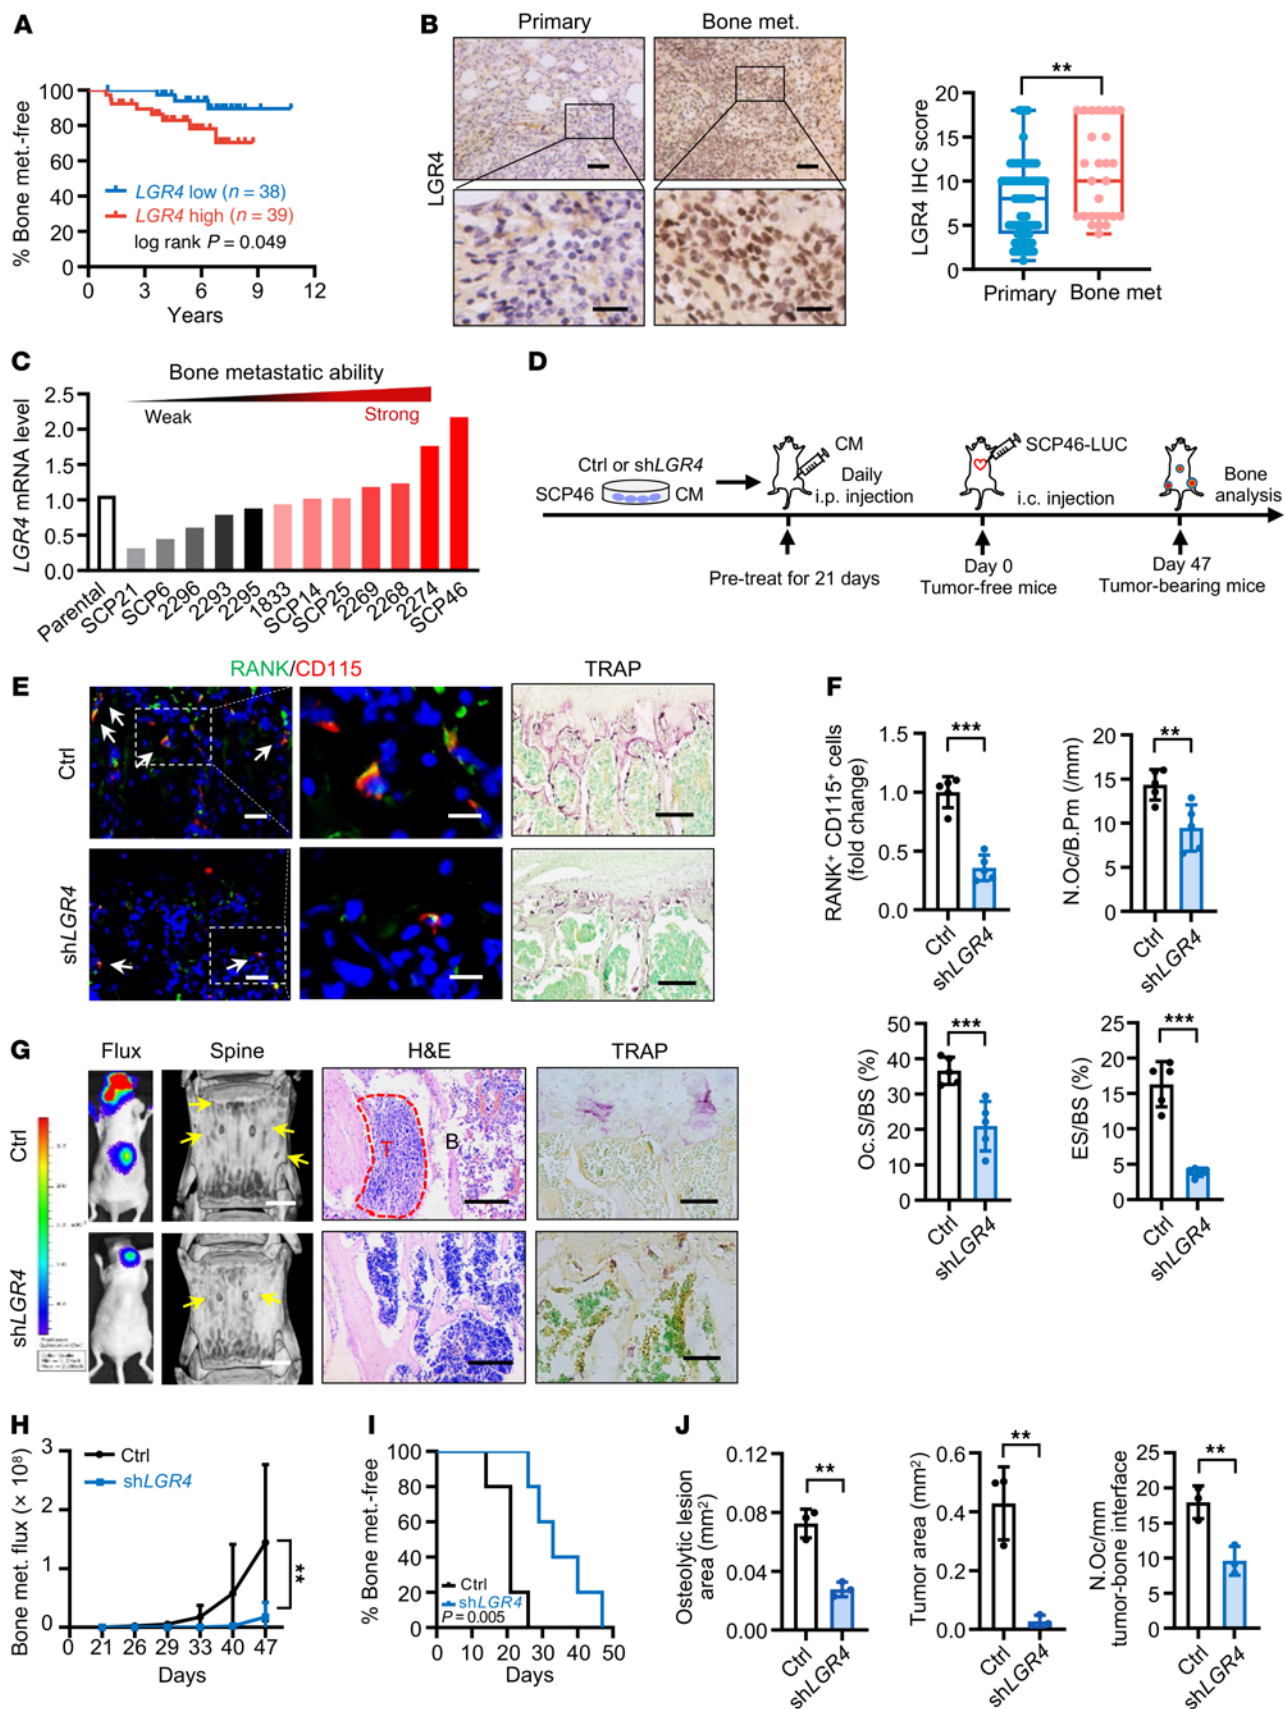 A
% Bone met.-free
100
80
60
40
20
0
LGR4 low (n = 38)
LGR4 high (n = 39)
log rank P = 0.049
0 3 6 9 12
Years
B
Primary Bone met.
LGR4
**
LGR4 IHC score
20
15
10
5
0
Primary Bone met
C
Bone metastatic ability
Weak
Strong
LGR4 mRNA level
2.5
2.0
1.5
1.0
0.5
0.0
Parental SCP21 SCP6 2296 2293 2295 1833 SCP14 SCP25 2269 2268 2274 SCP46
D
Ctrl or shLGR4
SCP46 CM
CM
Daily
i.p. injection
SCP46-LUC
i.c. injection
Bone
analysis
Pre-treat for 21 days
Day 0
Tumor-free mice
Day 47
Tumor-bearing mice
E
RANK/CD115 TRAP
Ctrl
shLGR4
F
RANK⁺ CD115⁺ cells
(fold change)
1.5
1.0
0.5
0.0
***
Ctrl shLGR4
N.Oc/B.Pm (/mm)
20
15
10
5
0
**
Ctrl shLGR4
Oc.S/BS (%)
50
40
30
20
10
0
***
Ctrl shLGR4
ES/BS (%)
25
20
15
10
5
0
***
Ctrl shLGR4
G
Flux Spine H&E TRAP
Ctrl
T
B
shLGR4
H
Bone met. flux (× 10⁸)
3
2
1
0
Ctrl
shLGR4
**
0 21 26 29 33 40 47
Days
I
% Bone met.-free
100
80
60
40
20
0
Ctrl
shLGR4
P = 0.005
0 10 20 30 40 50
Days
J
Osteolytic lesion
area (mm²)
0.12
0.08
0.04
0.00
**
Ctrl shLGR4
Tumor area (mm²)
0.6
0.4
0.2
0.0
**
Ctrl shLGR4
N.Oc/mm
tumor-bone interface
25
20
15
10
5
0
**
Ctrl shLGR4